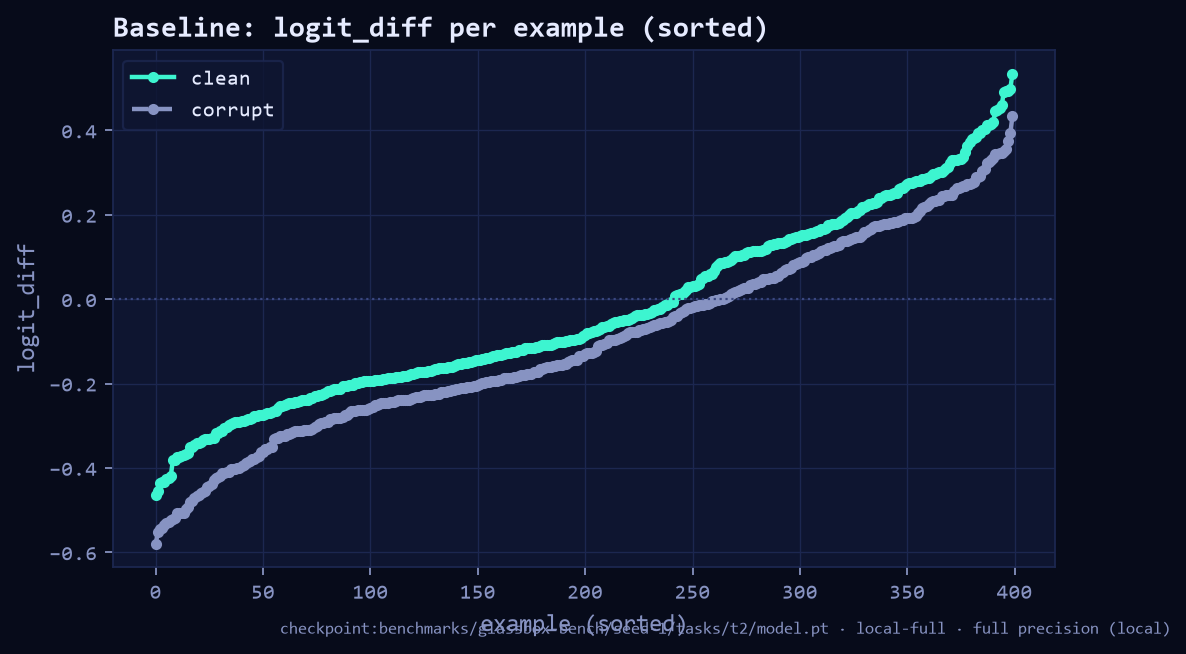 Baseline: logit_diff per example (sorted)
clean
corrupt
0.4
0.2
0.0
−0.2
−0.4
−0.6
logit_diff
0 50 100 150 200 250 300 350 400
example (sorted)
checkpoint:benchmarks/glassbox-bench/seed-1/tasks/t2/model.pt · local-full · full precision (local)